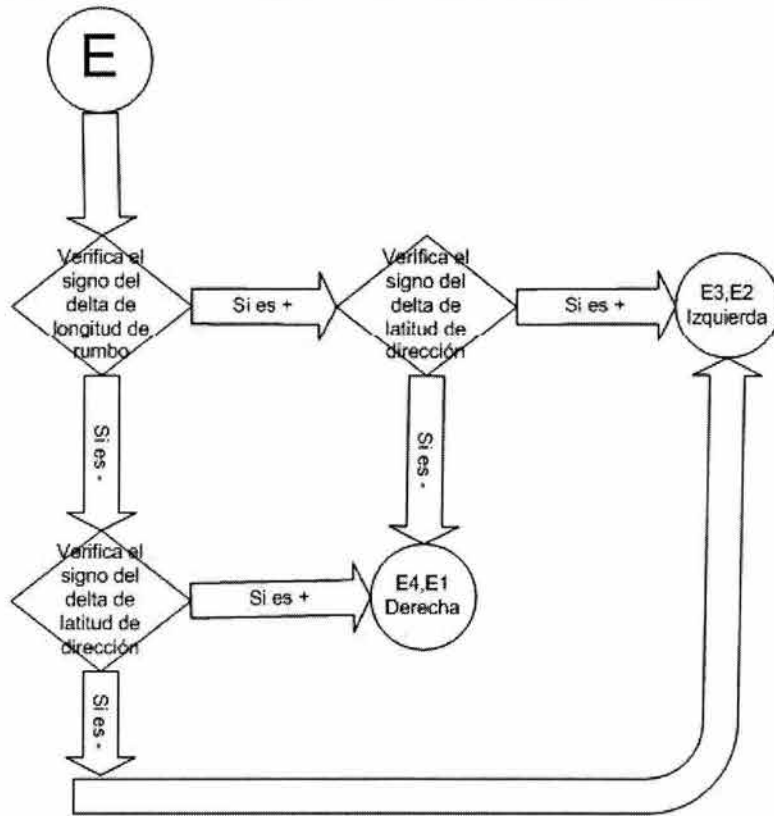 E
Verifica el
signo del
delta de
longitud de
rumbo
Si es +
Verifica el
signo del
delta de
latitud de
dirección
Si es +
E3,E2
Izquierda
Si es -
Si es -
Verifica el
signo del
delta de
latitud de
dirección
Si es +
E4,E1
Derecha
Si es -